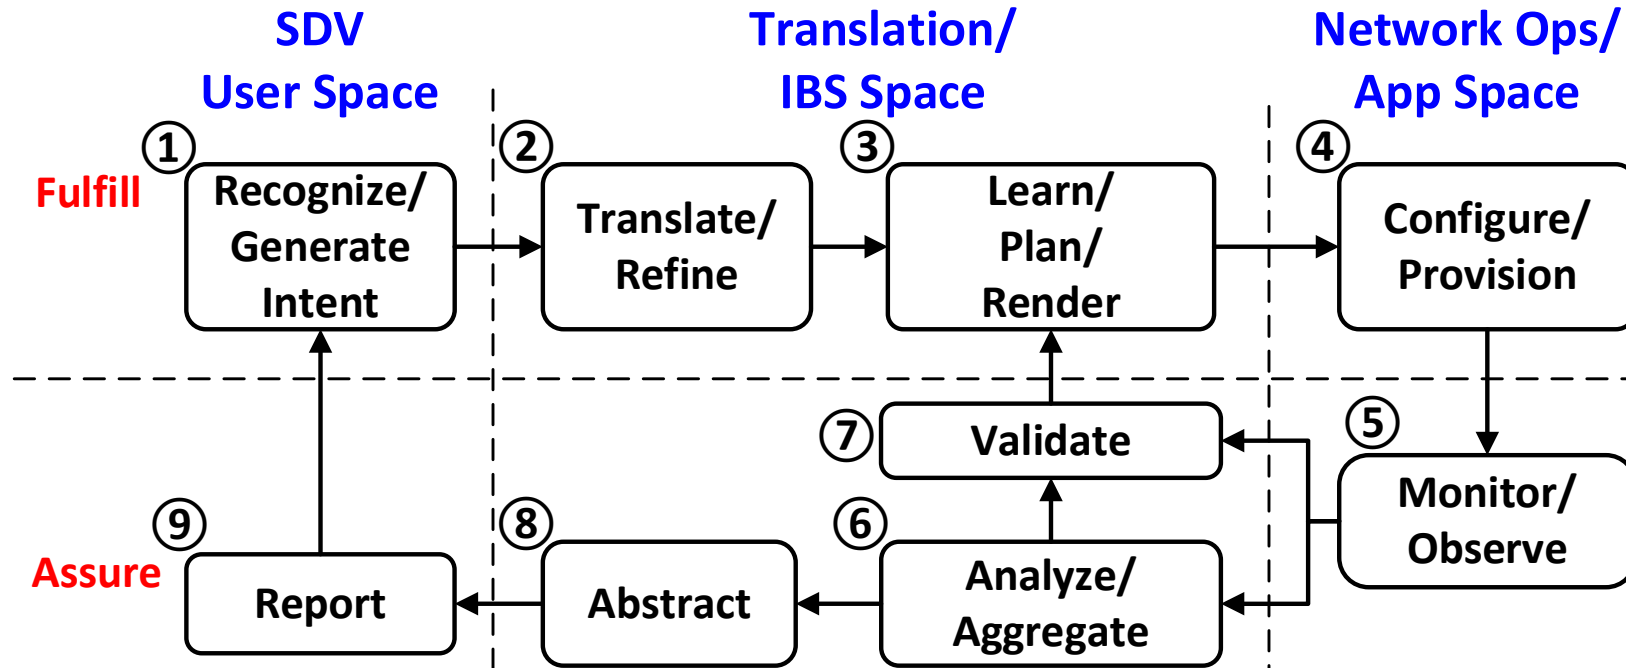 SDV
User Space
Translation/
IBS Space
Network Ops/
App Space
Fulfill
1
Recognize/
Generate
Intent
2
Translate/
Refine
3
Learn/
Plan/
Render
4
Configure/
Provision
Assure
5
Monitor/
Observe
6
Analyze/
Aggregate
7
Validate
8
Abstract
9
Report